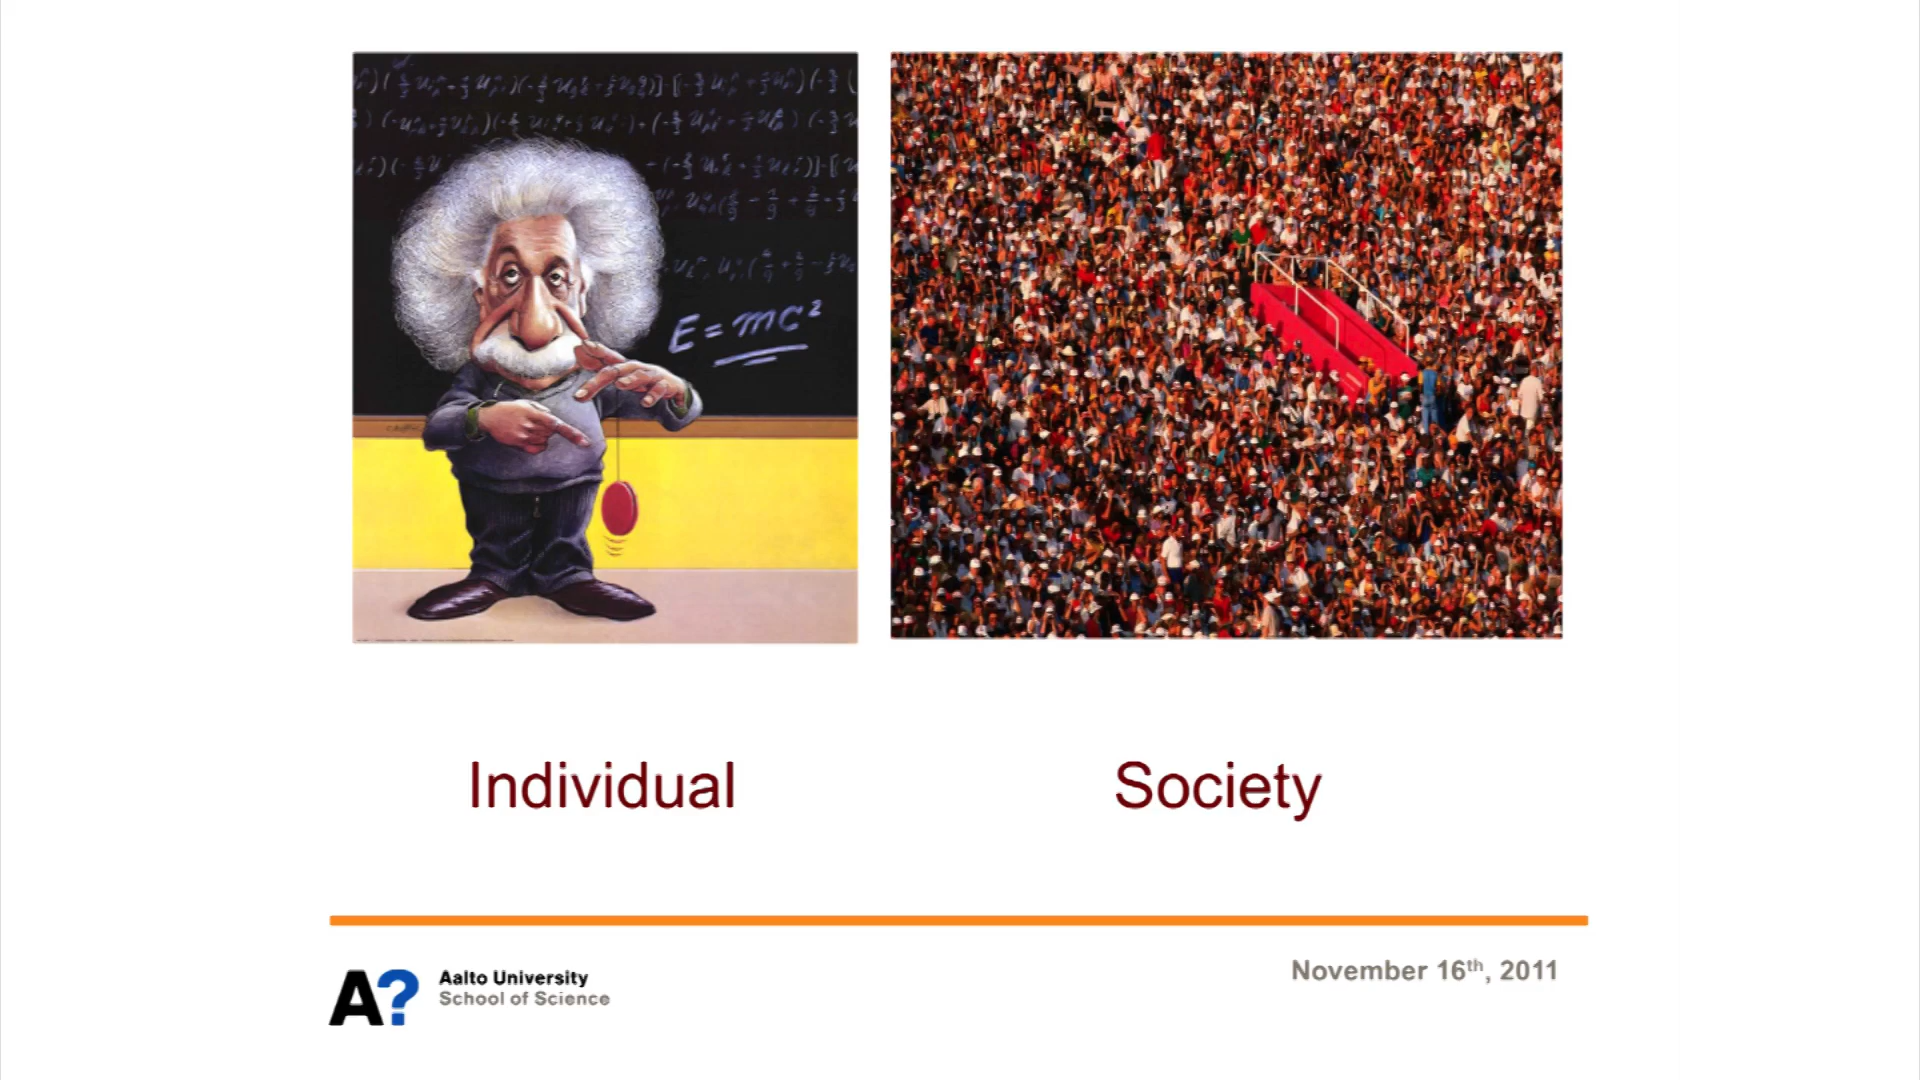 E = mc²
Individual
Society
A?
Aalto University
School of Science
November 16th, 2011